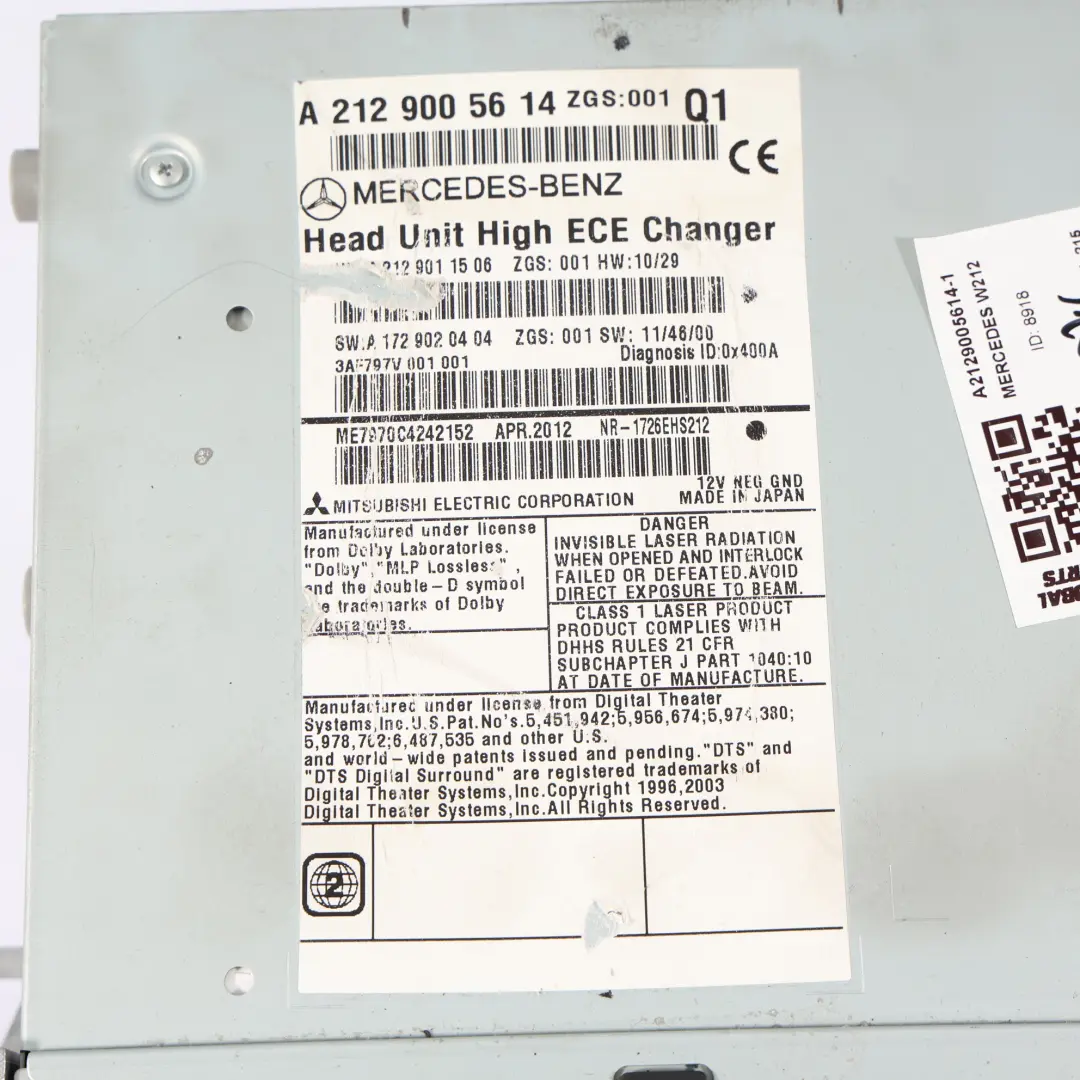 A 212 900 56 14 ZGS:001 Q1
CE
MERCEDES-BENZ
Head Unit High ECE Changer
212 901 15 06 ZGS: 001 HW:10/29
SW:A 172 902 04 04 ZGS: 001 SW: 11/46/00
3AF797V 001 001 Diagnosis ID:0x400A
ME7970C4242152 APR.2012 NR-1726EHS212
12V NEG GND
MITSUBISHI ELECTRIC CORPORATION MADE IN JAPAN
Manufactured under license
from Dolby Laboratories.
"Dolby","MLP Lossless",
and the double-D symbol
are trademarks of Dolby
Laboratories.
DANGER
INVISIBLE LASER RADIATION
WHEN OPENED AND INTERLOCK
FAILED OR DEFEATED.AVOID
DIRECT EXPOSURE TO BEAM.
CLASS 1 LASER PRODUCT
PRODUCT COMPLIES WITH
DHHS RULES 21 CFR
SUBCHAPTER J PART 1040:10
AT DATE OF MANUFACTURE.
Manufactured under license from Digital Theater
Systems,Inc.U.S.Pat.No's.5,451,942;5,956,674;5,974,380;
5,978,762;6,487,535 and other U.S.
and world-wide patents issued and pending."DTS" and
"DTS Digital Surround" are registered trademarks of
Digital Theater Systems,Inc.Copyright 1996,2003
Digital Theater Systems,Inc.All Rights Reserved.
2
A2129005614-1
MERCEDES W212
ID: 8918
215